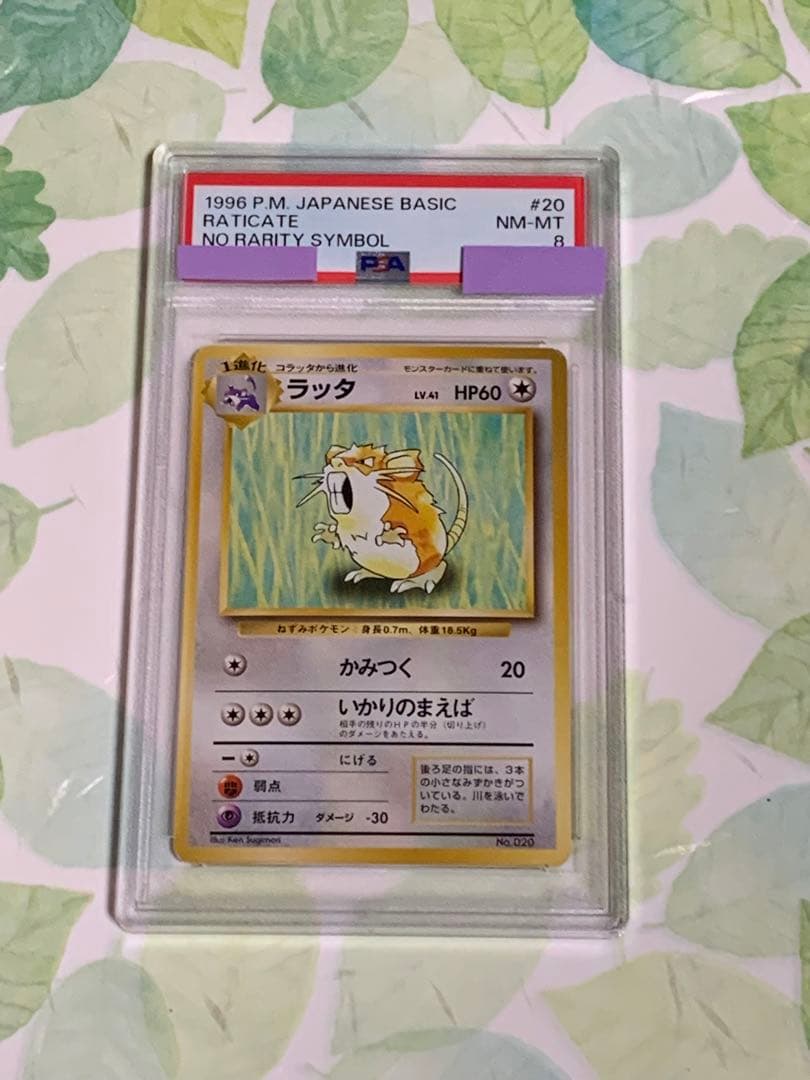 1996 P.M. JAPANESE BASIC #20
RATICATE NM-MT
NO RARITY SYMBOL 8
PSA
1進化 コラッタから進化 モンスターカードに重ねて使います。
ラッタ LV.41 HP60
ねずみポケモン 身長0.7m、体重18.5Kg
かみつく 20
いかりのまえば
相手の残りのHPの半分（切り上げ）
のダメージをあたえる。
にげる
弱点
抵抗力 ダメージ -30
後ろ足の指には、3本
の小さなみずかきがつ
いている。川を泳いで
わたる。
Illus. Ken Sugimori No.020